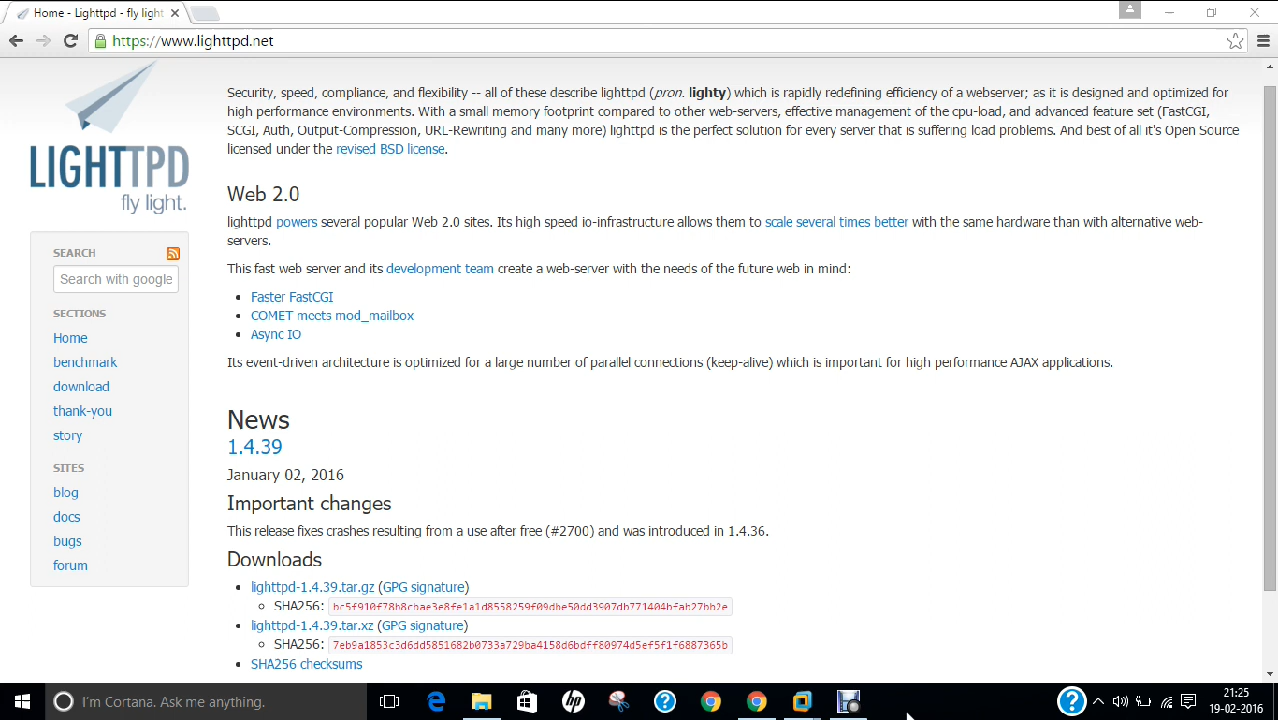 Home - Lighttpd - fly light
https://www.lighttpd.net
Security, speed, compliance, and flexibility -- all of these describe lighttpd (pron. lighty) which is rapidly redefining efficiency of a webserver; as it is designed and optimized for
high performance environments. With a small memory footprint compared to other web-servers, effective management of the cpu-load, and advanced feature set (FastCGI,
SCGI, Auth, Output-Compression, URL-Rewriting and many more) lighttpd is the perfect solution for every server that is suffering load problems. And best of all it's Open Source
licensed under the revised BSD license.
LIGHTTPD
fly light.
Web 2.0
lighttpd powers several popular Web 2.0 sites. Its high speed io-infrastructure allows them to scale several times better with the same hardware than with alternative web-
servers.
This fast web server and its development team create a web-server with the needs of the future web in mind:
Faster FastCGI
COMET meets mod_mailbox
Async IO
Its event-driven architecture is optimized for a large number of parallel connections (keep-alive) which is important for high performance AJAX applications.
SEARCH
Search with google
SECTIONS
Home
benchmark
download
thank-you
story
SITES
blog
docs
bugs
forum
News
1.4.39
January 02, 2016
Important changes
This release fixes crashes resulting from a use after free (#2700) and was introduced in 1.4.36.
Downloads
lighttpd-1.4.39.tar.gz (GPG signature)
SHA256:
lighttpd-1.4.39.tar.xz (GPG signature)
SHA256:
SHA256 checksums
I'm Cortana. Ask me anything.
hp
21:25
19-02-2016